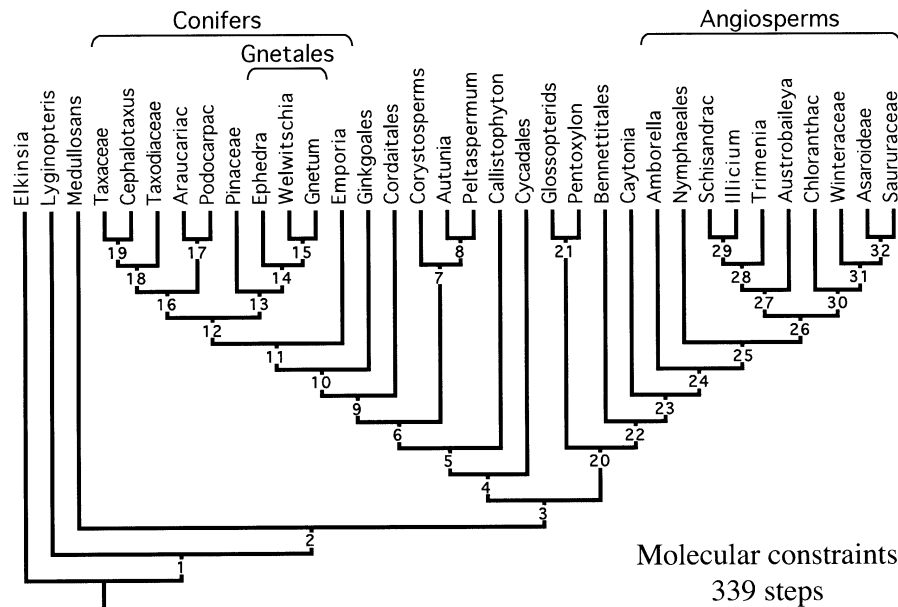 Conifers
Angiosperms
Gnetales
Elkinsia
Lyginopteris
Medullosans
Taxaceae
Cephalotaxus
Taxodiaceae
Araucariac
Podocarpac
Pinaceae
Ephedra
Welwitschia
Gnetum
Emporia
Ginkgoales
Cordaitales
Corystosperms
Autunia
Peltaspermum
Callistophyton
Cycadales
Glossopterids
Pentoxylon
Bennettitales
Caytonia
Amborella
Nymphaeales
Schisandrac
Illicium
Trimenia
Austrobaileya
Chloranthac
Winteraceae
Asaroideae
Saururaceae
19 17 15 8 21 29 32
18 14 7 28 31
16 13 27 30
12 26
11 25
10 24
9 23
6 22
5 20
4
3
2
1
Molecular constraints
339 steps